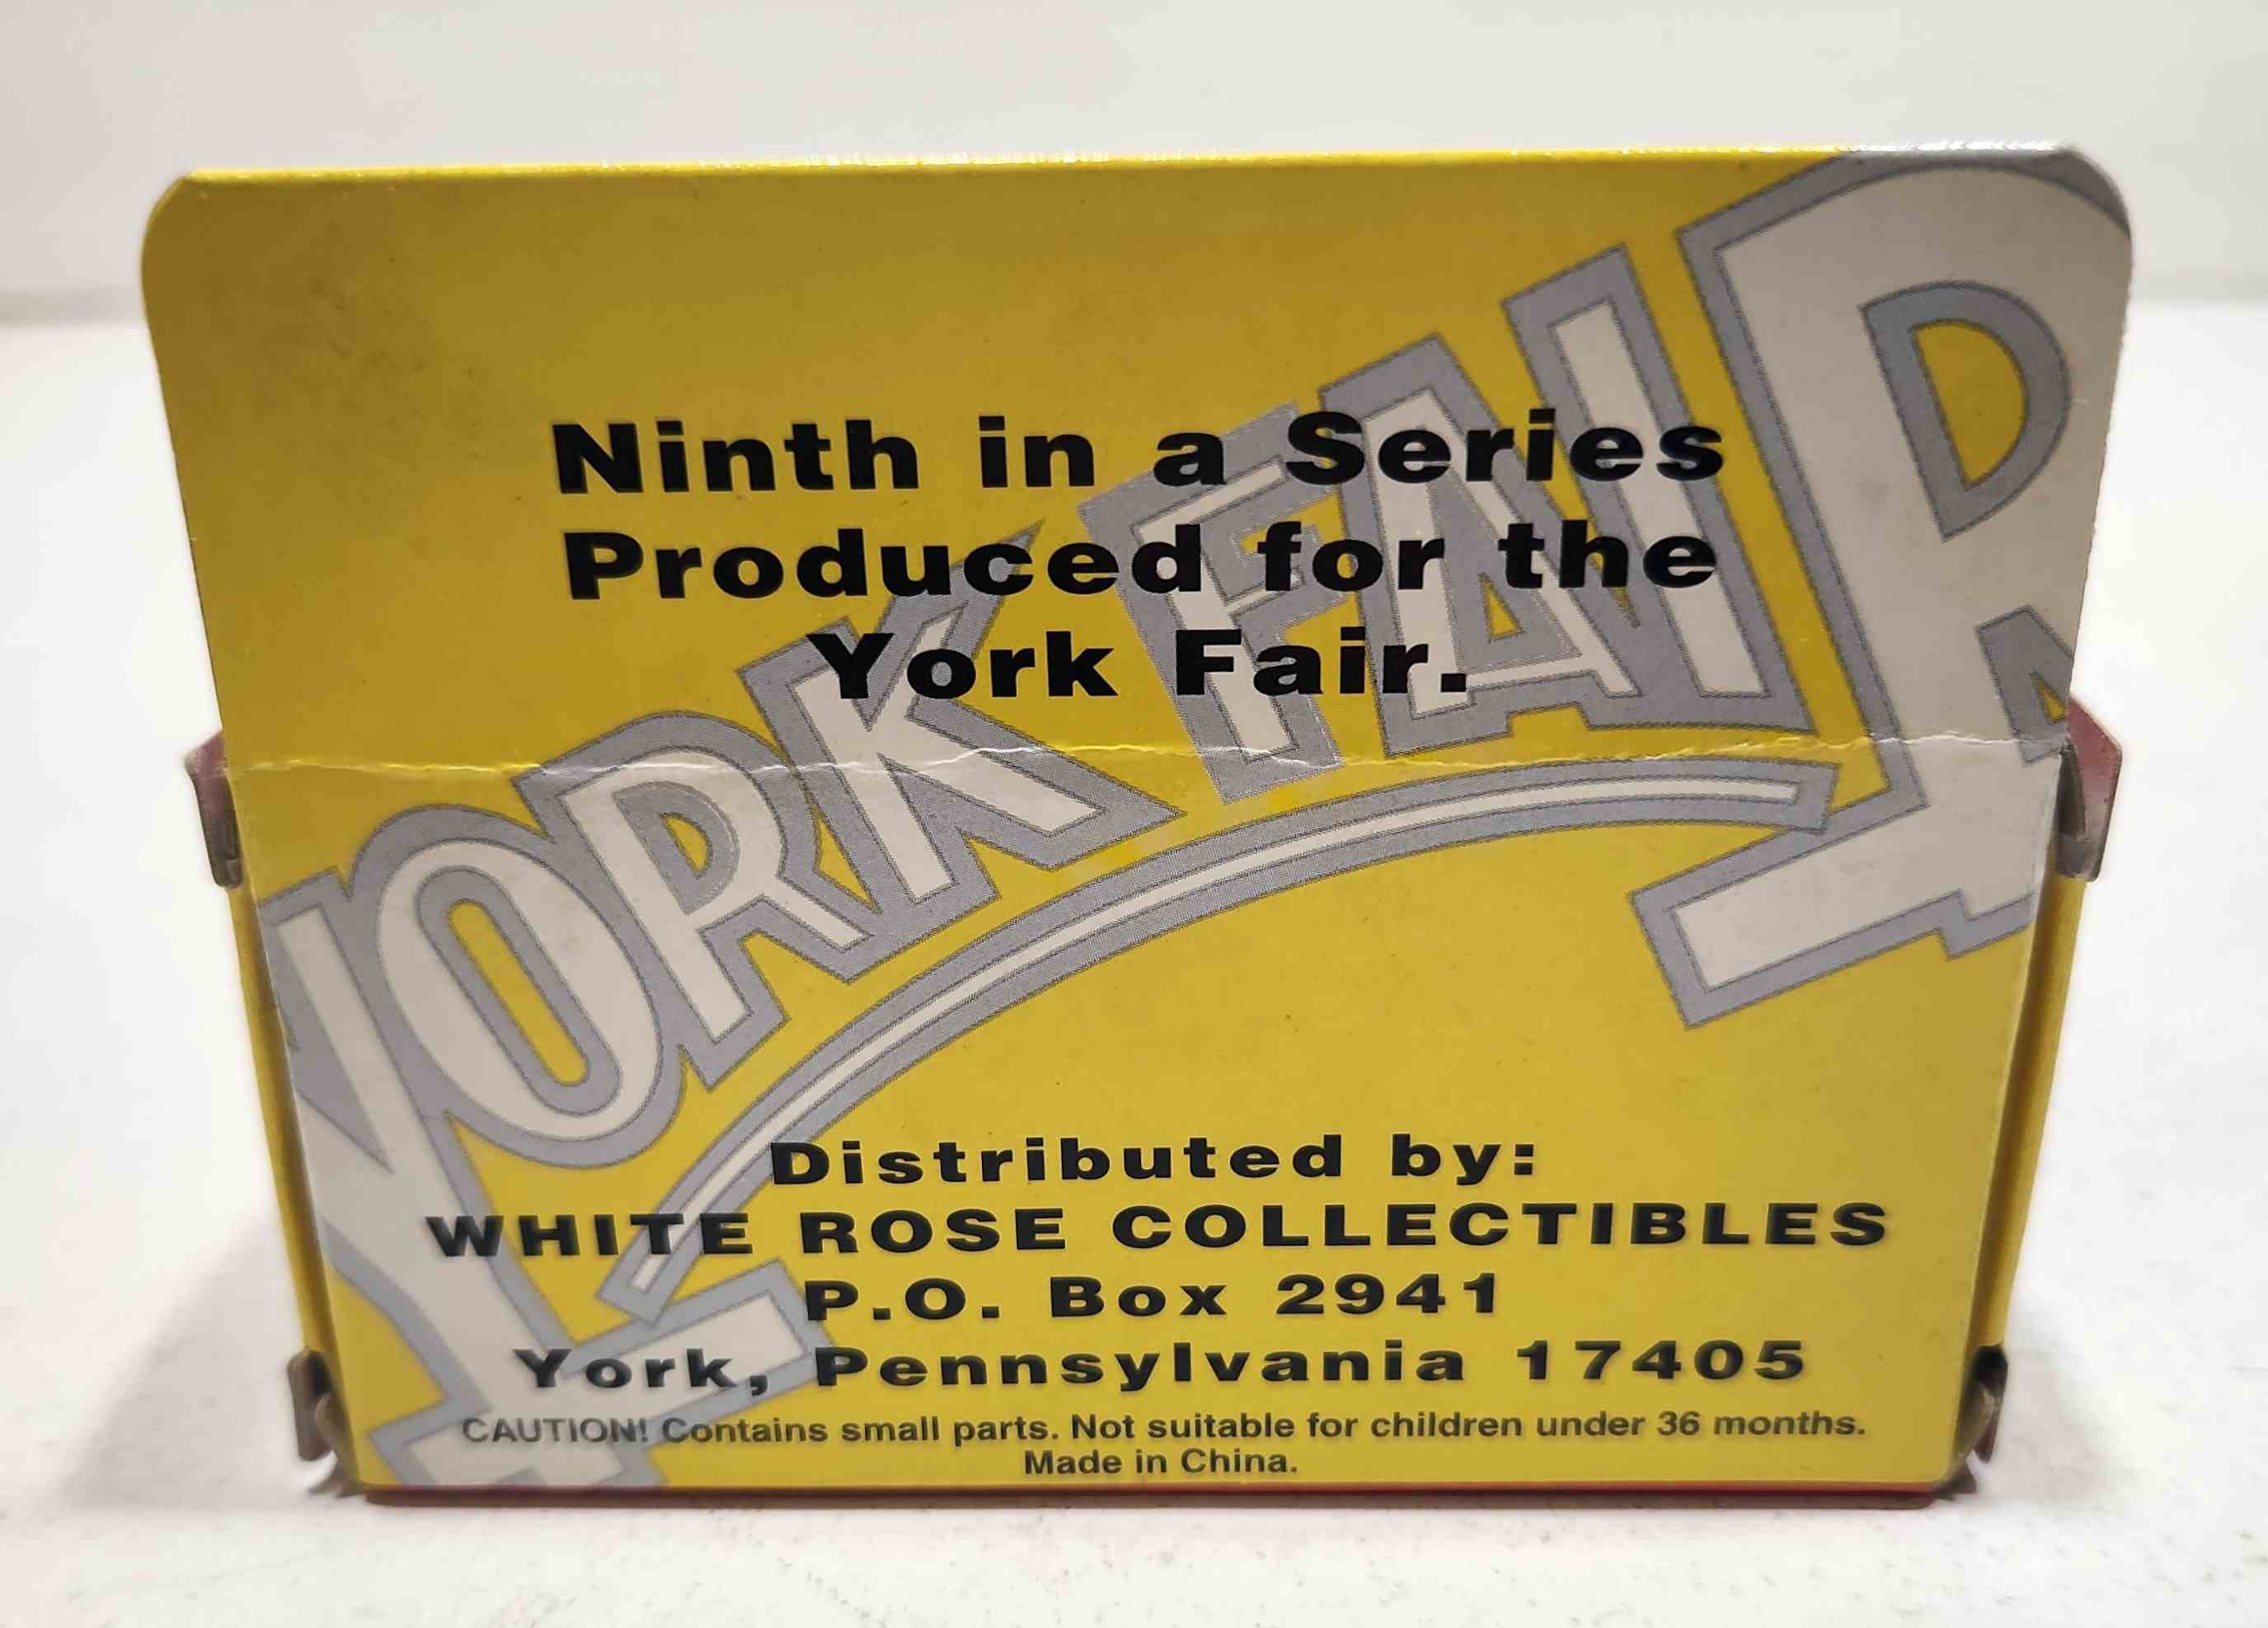 YORK FAIR
Ninth in a Series
Produced for the
York Fair.
Distributed by:
WHITE ROSE COLLECTIBLES
P.O. Box 2941
York, Pennsylvania 17405
CAUTION! Contains small parts. Not suitable for children under 36 months.
Made in China.